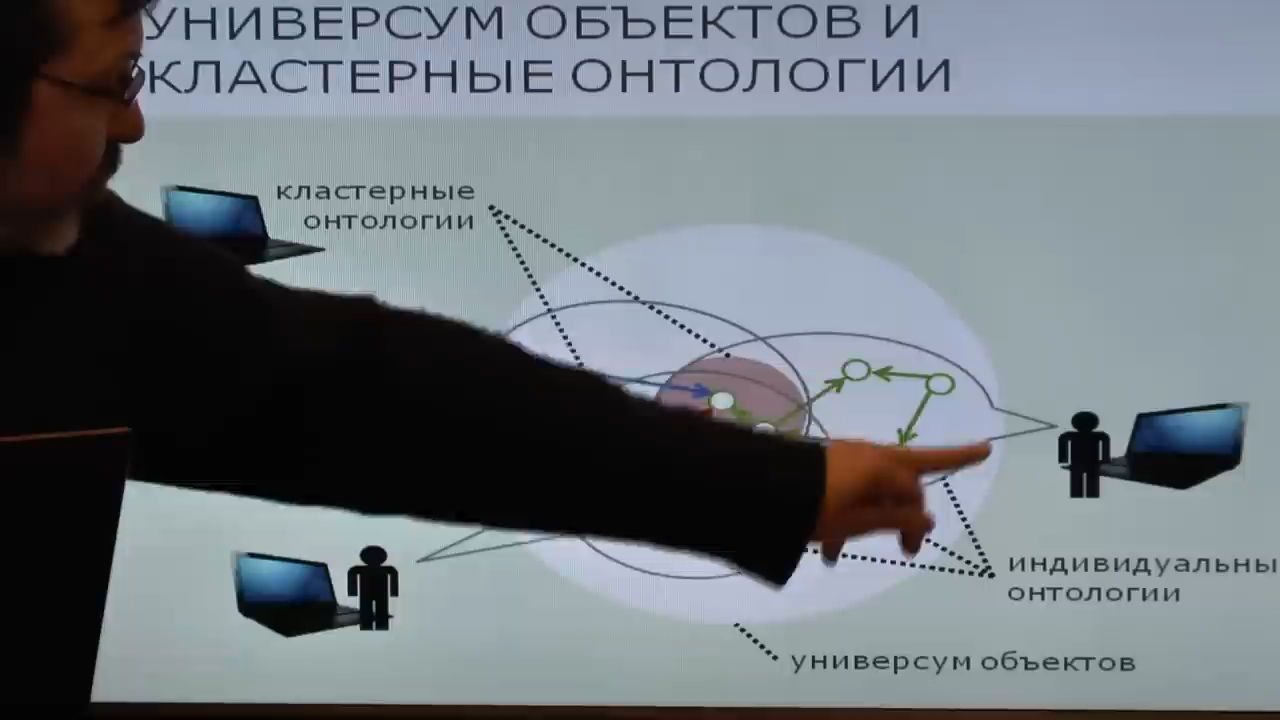 УНИВЕРСУМ ОБЪЕКТОВ И
КЛАСТЕРНЫЕ ОНТОЛОГИИ
кластерные
онтологии
индивидуальны
онтологии
универсум объектов